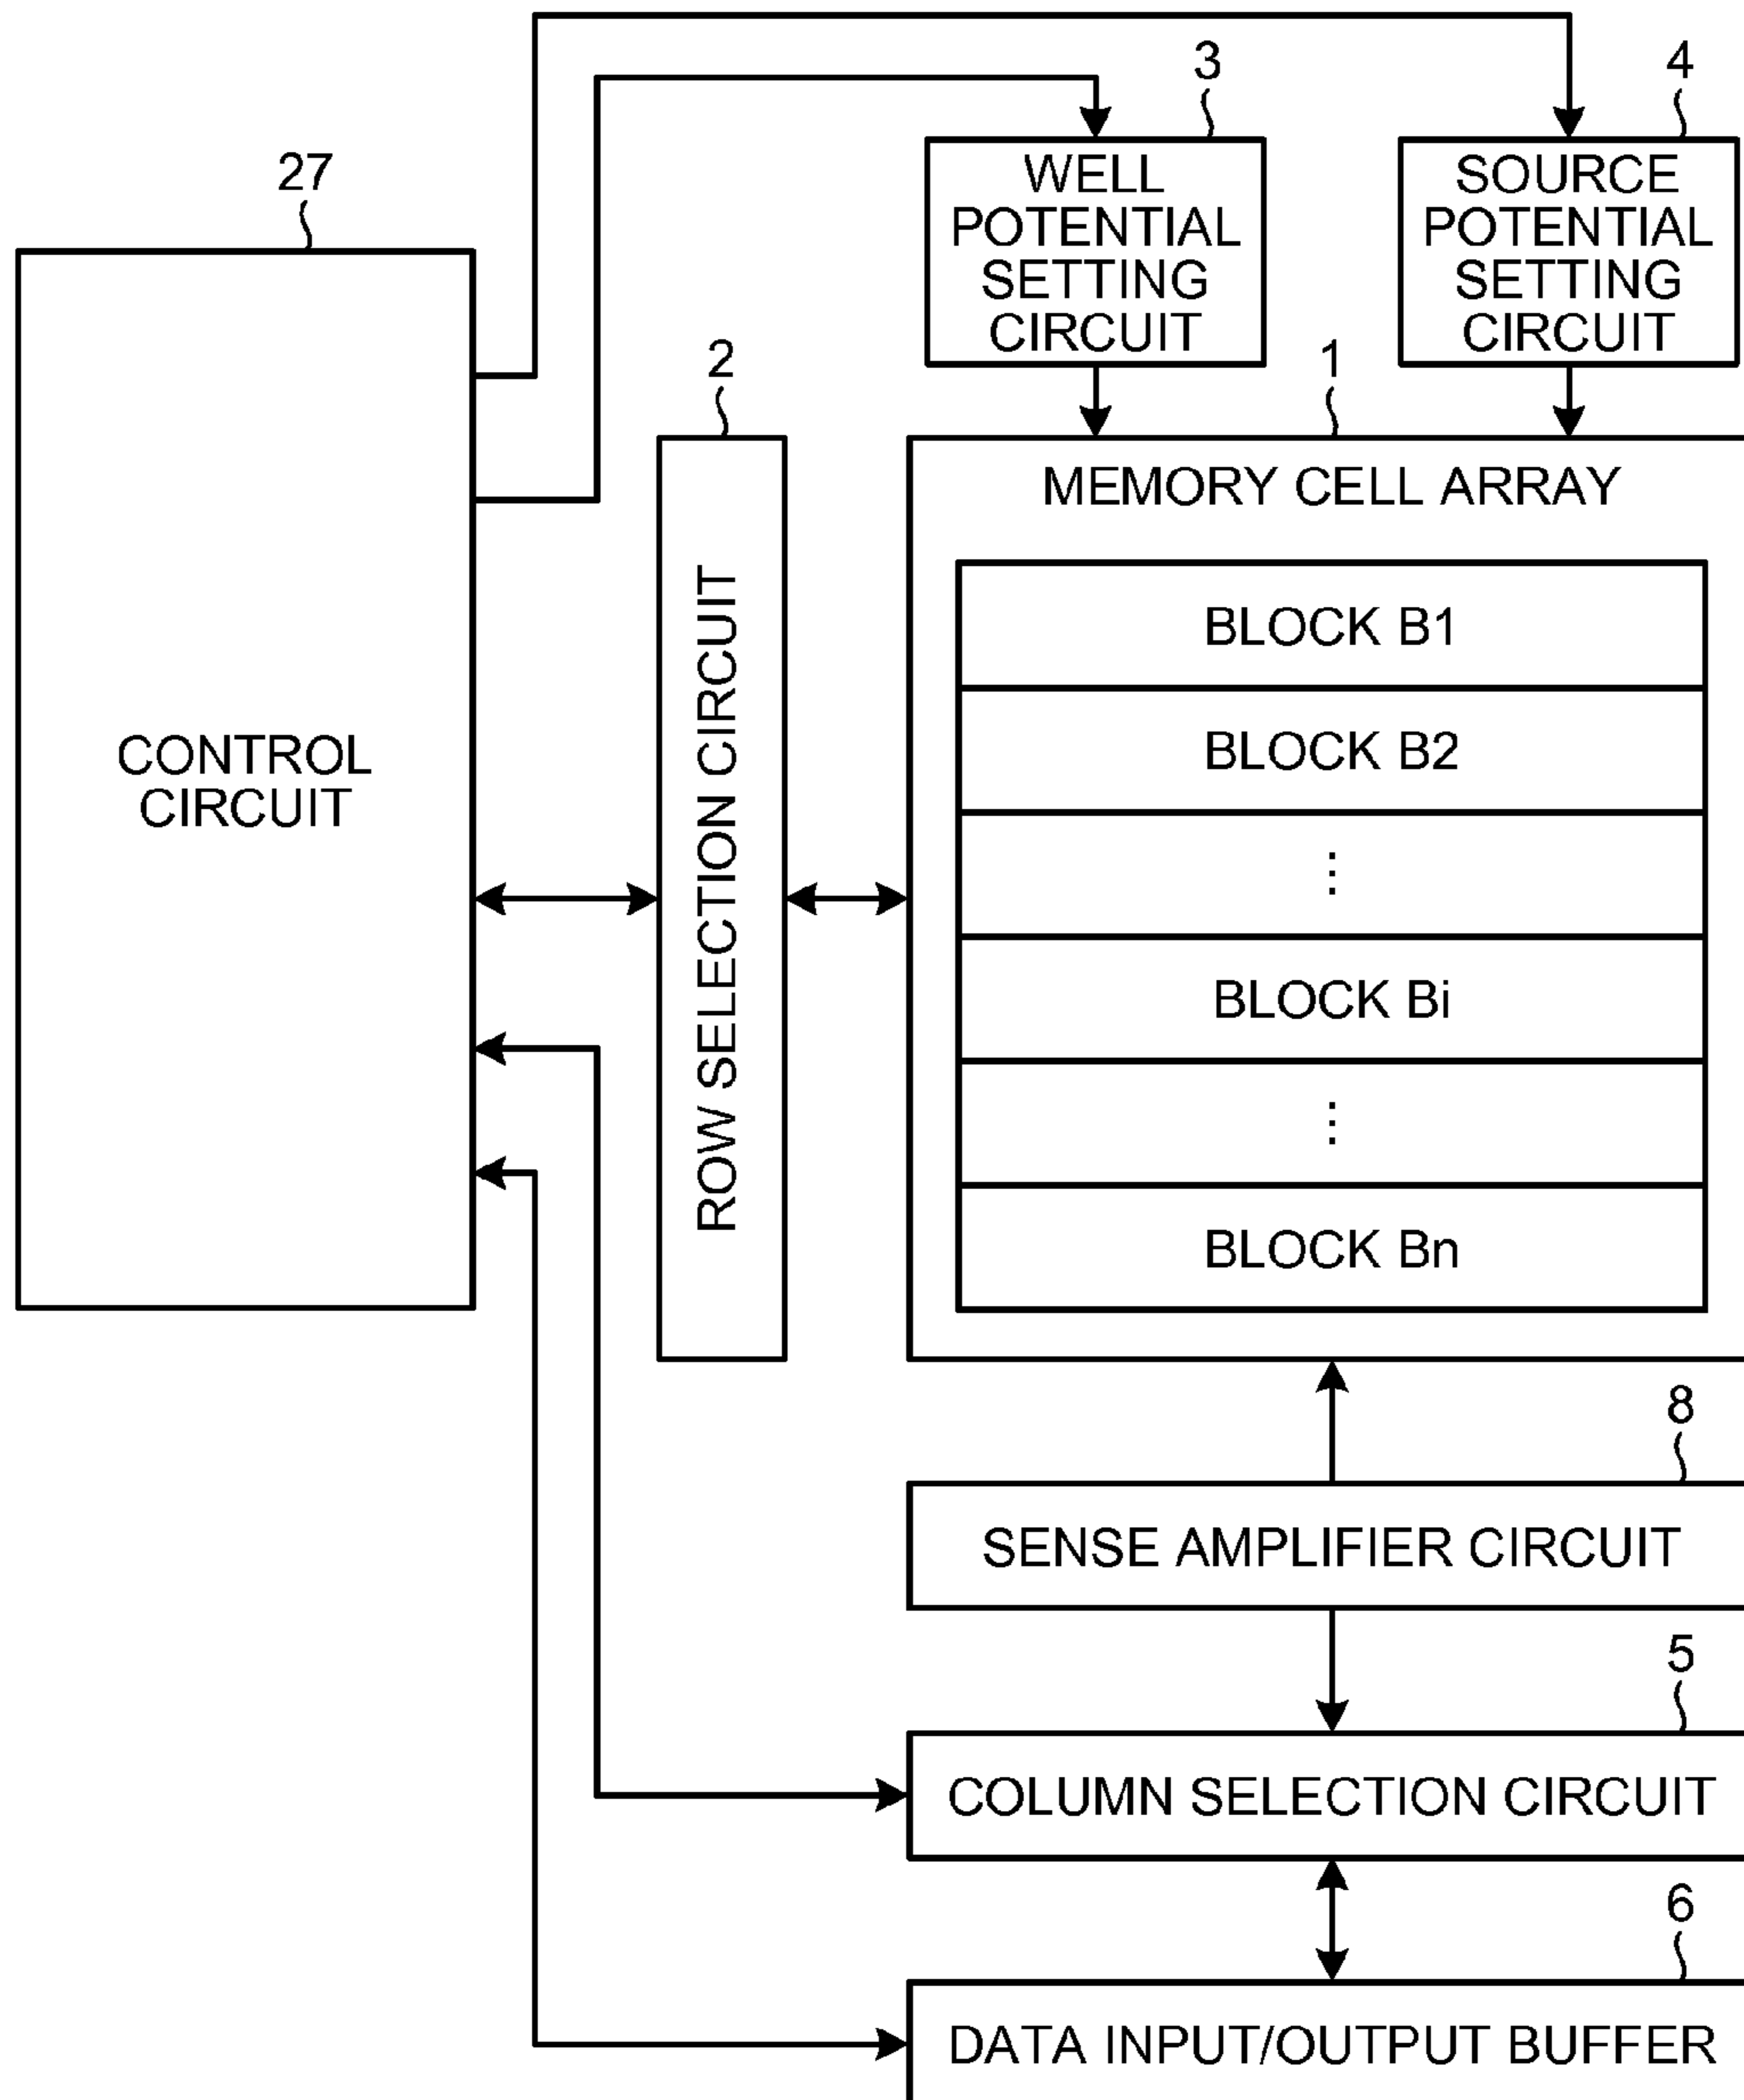 3
4
27
WELL
POTENTIAL
SETTING
CIRCUIT
SOURCE
POTENTIAL
SETTING
CIRCUIT
2
1
CONTROL
CIRCUIT
ROW SELECTION CIRCUIT
MEMORY CELL ARRAY
BLOCK B1
BLOCK B2
⋮
BLOCK Bi
⋮
BLOCK Bn
8
SENSE AMPLIFIER CIRCUIT
5
COLUMN SELECTION CIRCUIT
6
DATA INPUT/OUTPUT BUFFER